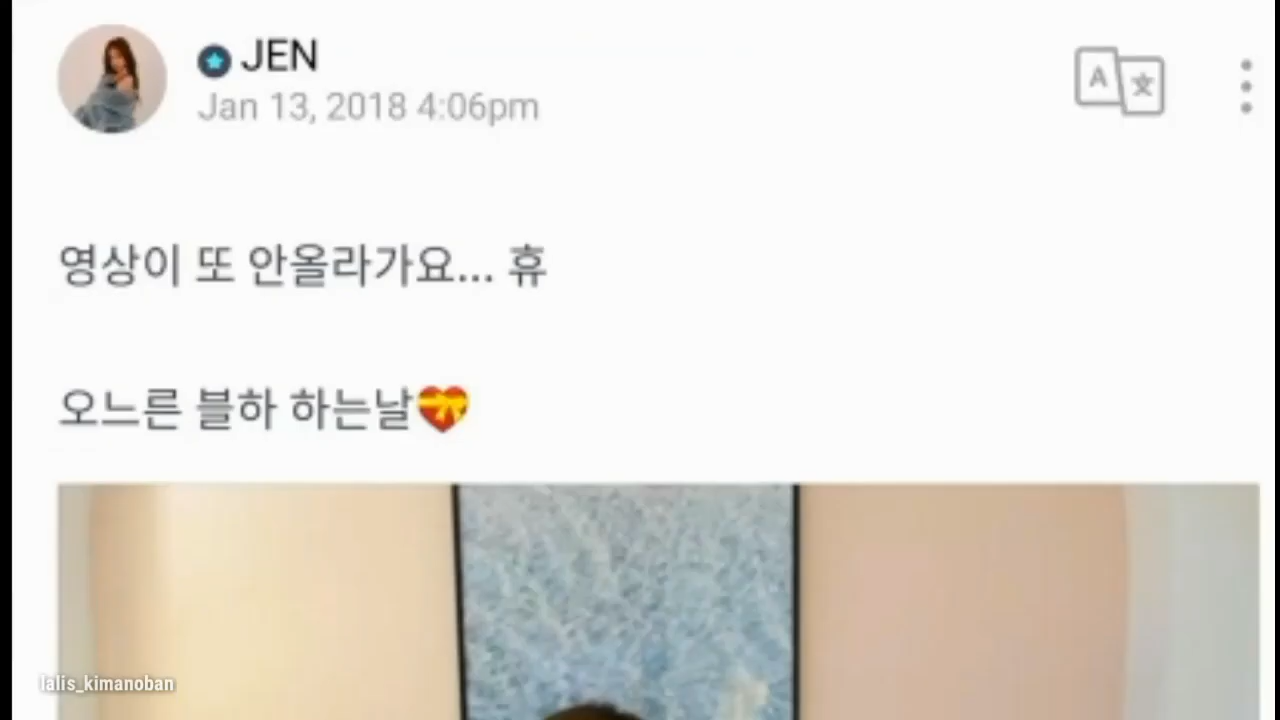 JEN
Jan 13, 2018 4:06pm
A 文
영상이 또 안올라가요... 휴
오느른 블하 하는날💝
lalis_kimanoban